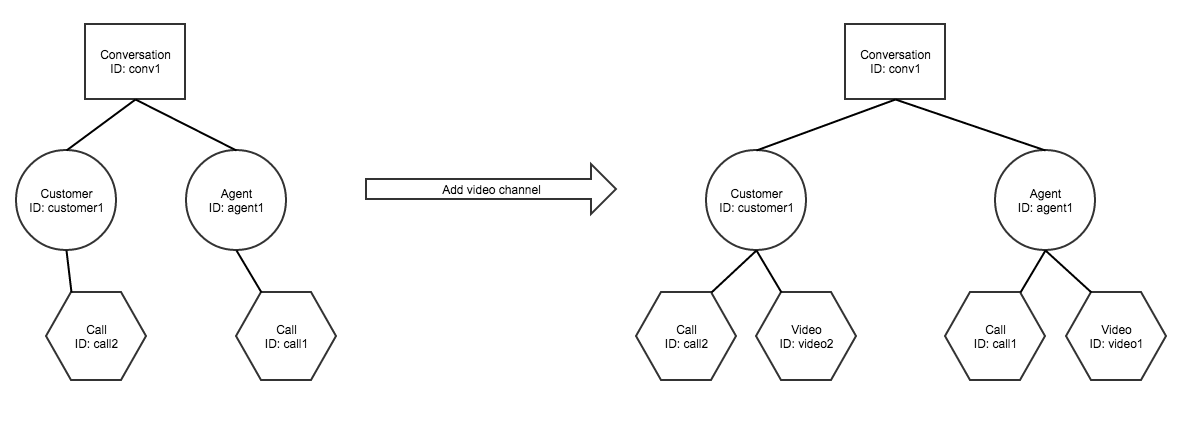 Conversation
ID: conv1
Customer
ID: customer1
Agent
ID: agent1
Call
ID: call2
Call
ID: call1
Add video channel
Conversation
ID: conv1
Customer
ID: customer1
Agent
ID: agent1
Call
ID: call2
Video
ID: video2
Call
ID: call1
Video
ID: video1